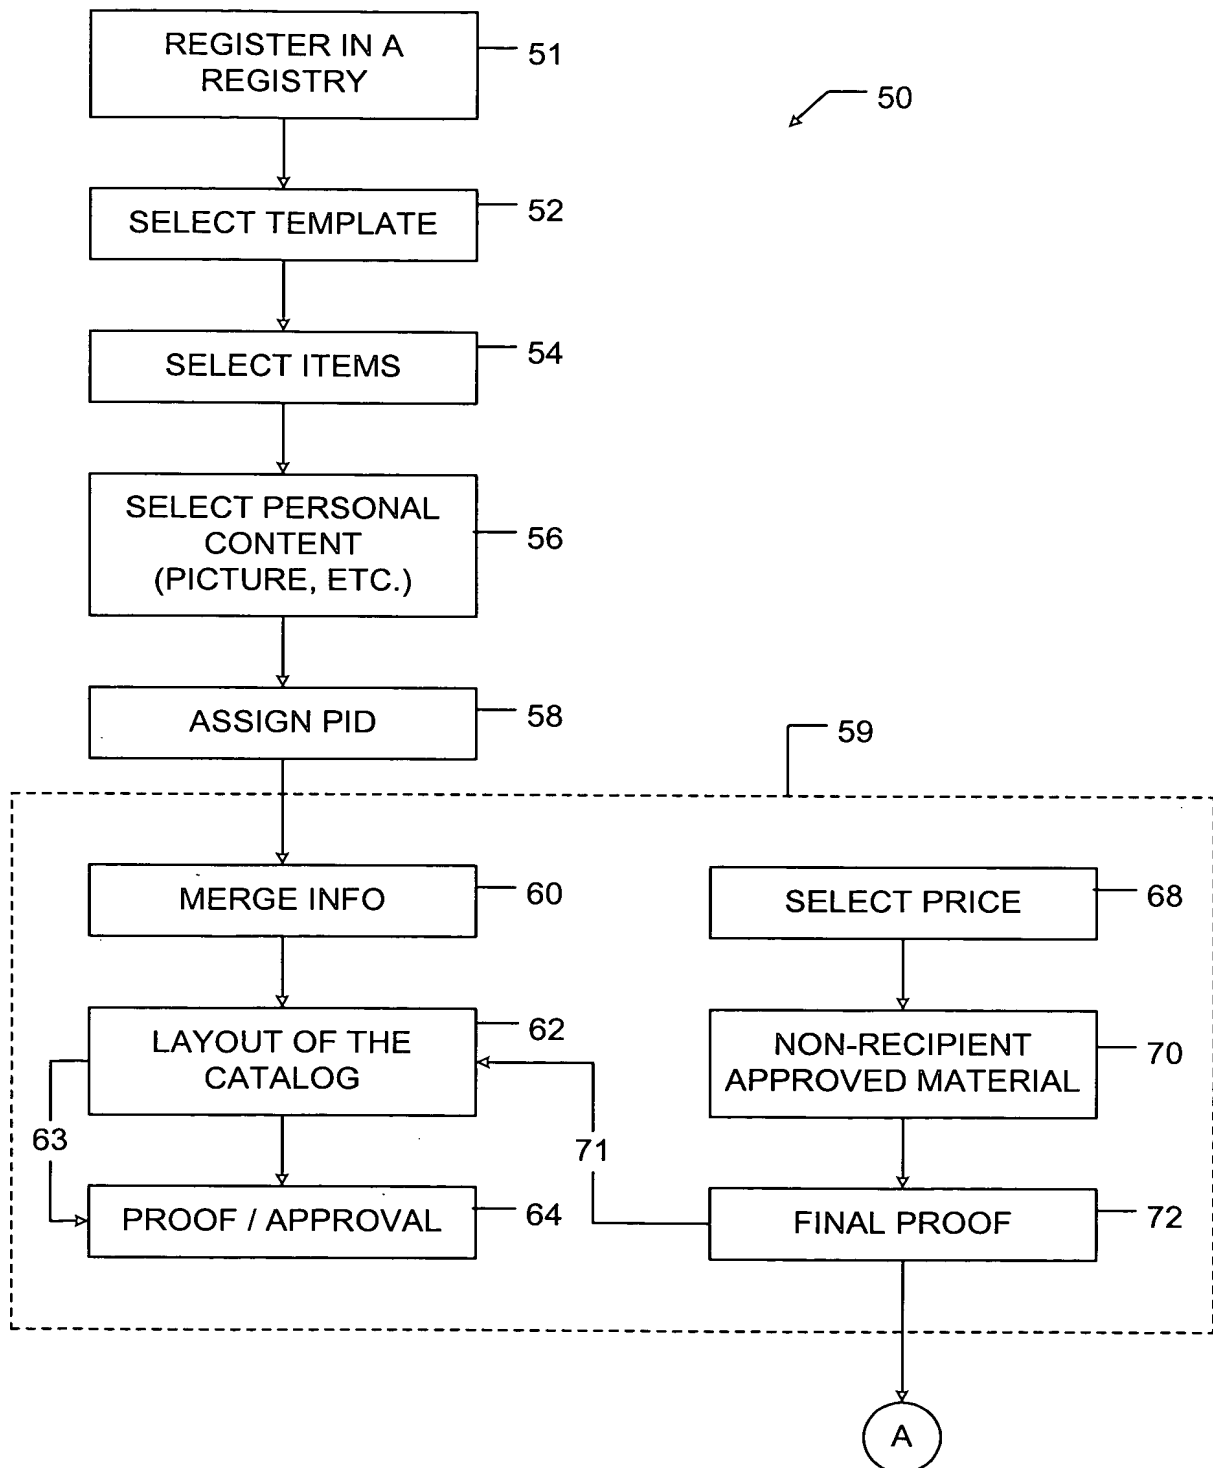 REGISTER IN A
REGISTRY
51
50
SELECT TEMPLATE
52
SELECT ITEMS
54
SELECT PERSONAL
CONTENT
(PICTURE, ETC.)
56
ASSIGN PID
58
59
MERGE INFO
60
SELECT PRICE
68
LAYOUT OF THE
CATALOG
62
NON-RECIPIENT
APPROVED MATERIAL
70
63
71
PROOF / APPROVAL
64
FINAL PROOF
72
A